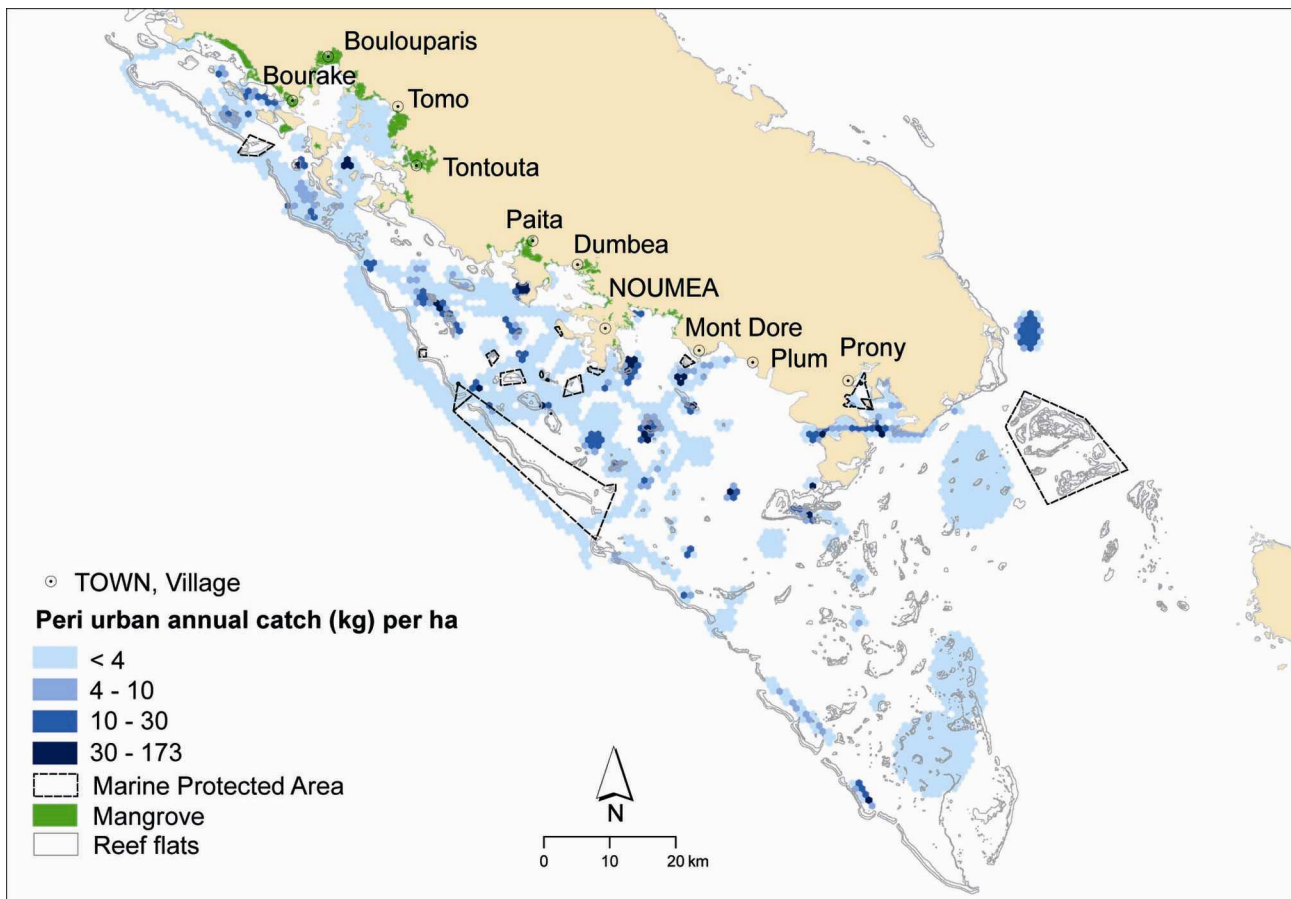 Boulouparis
Bourake
Tomo
Tontouta
Paita
Dumbea
NOUMEA
Mont Dore
Plum
Prony
TOWN, Village
Peri urban annual catch (kg) per ha
< 4
4 - 10
10 - 30
30 - 173
Marine Protected Area
Mangrove
Reef flats
N
0 10 20 km